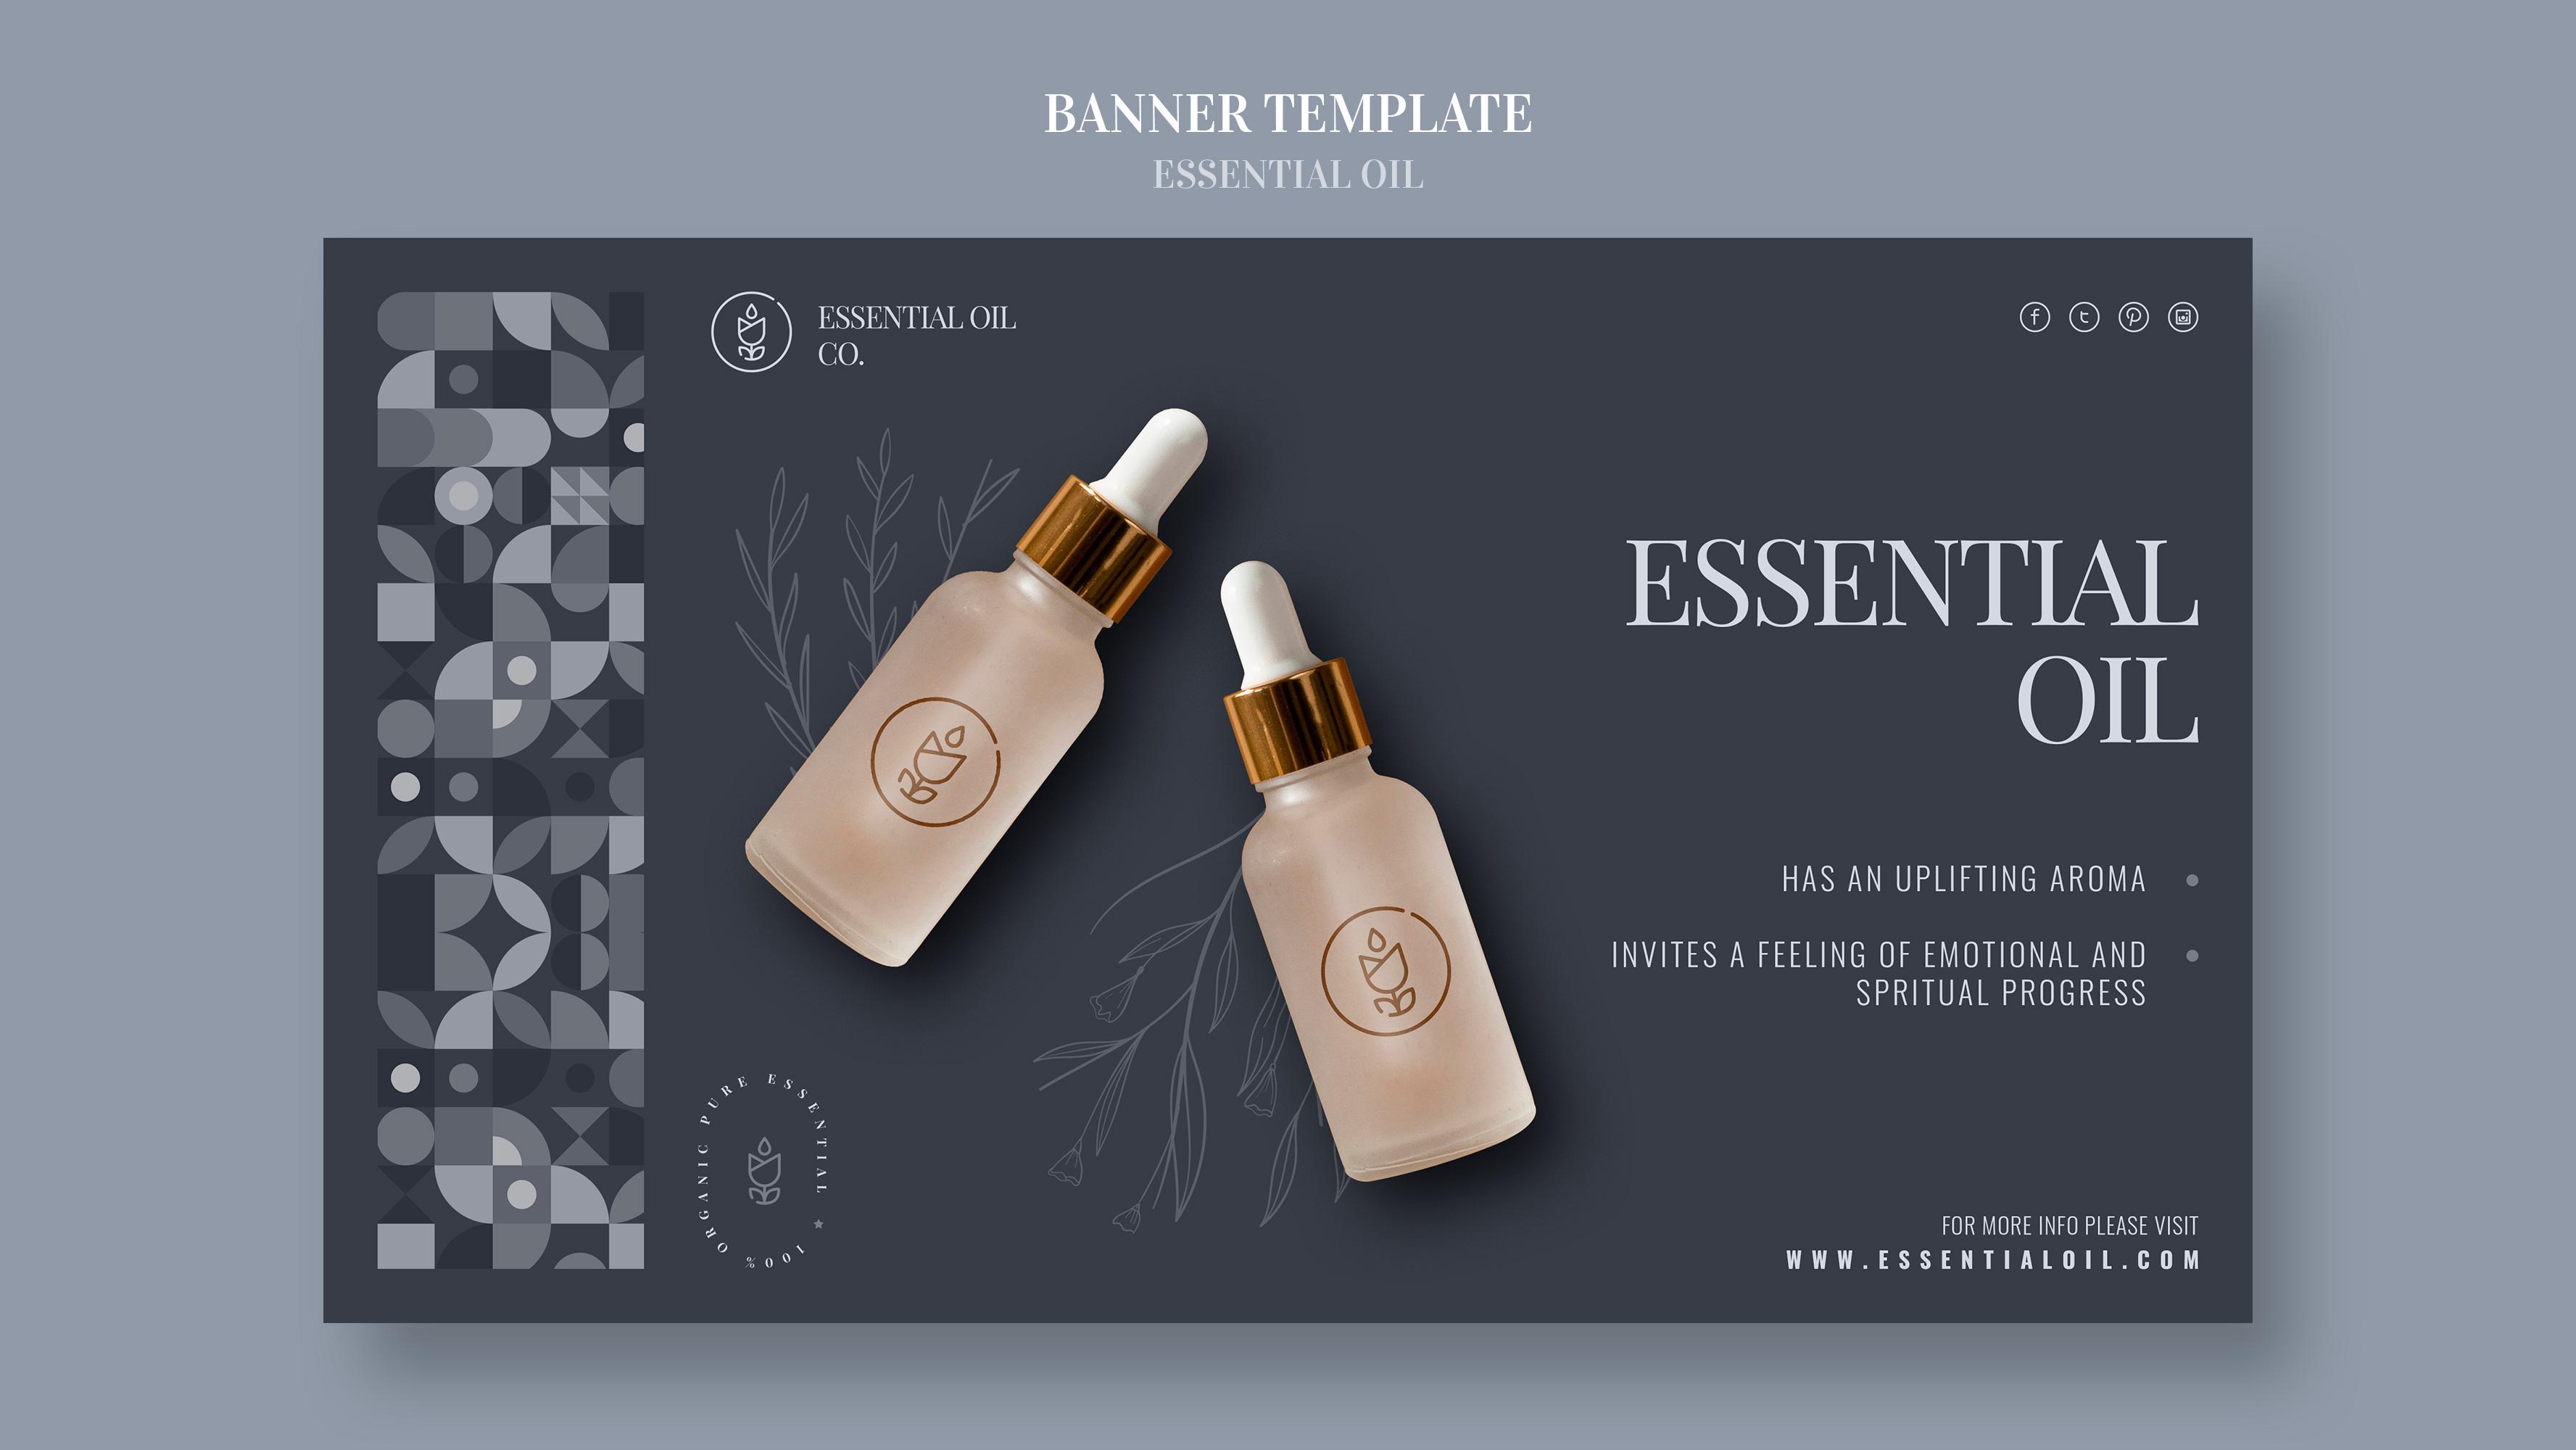 BANNER TEMPLATE
ESSENTIAL OIL
ESSENTIAL OIL
CO.
ESSENTIAL
OIL
HAS AN UPLIFTING AROMA
INVITES A FEELING OF EMOTIONAL AND
SPRITUAL PROGRESS
100% ORGANIC PURE ESSENTIAL
FOR MORE INFO PLEASE VISIT
WWW.ESSENTIALOIL.COM